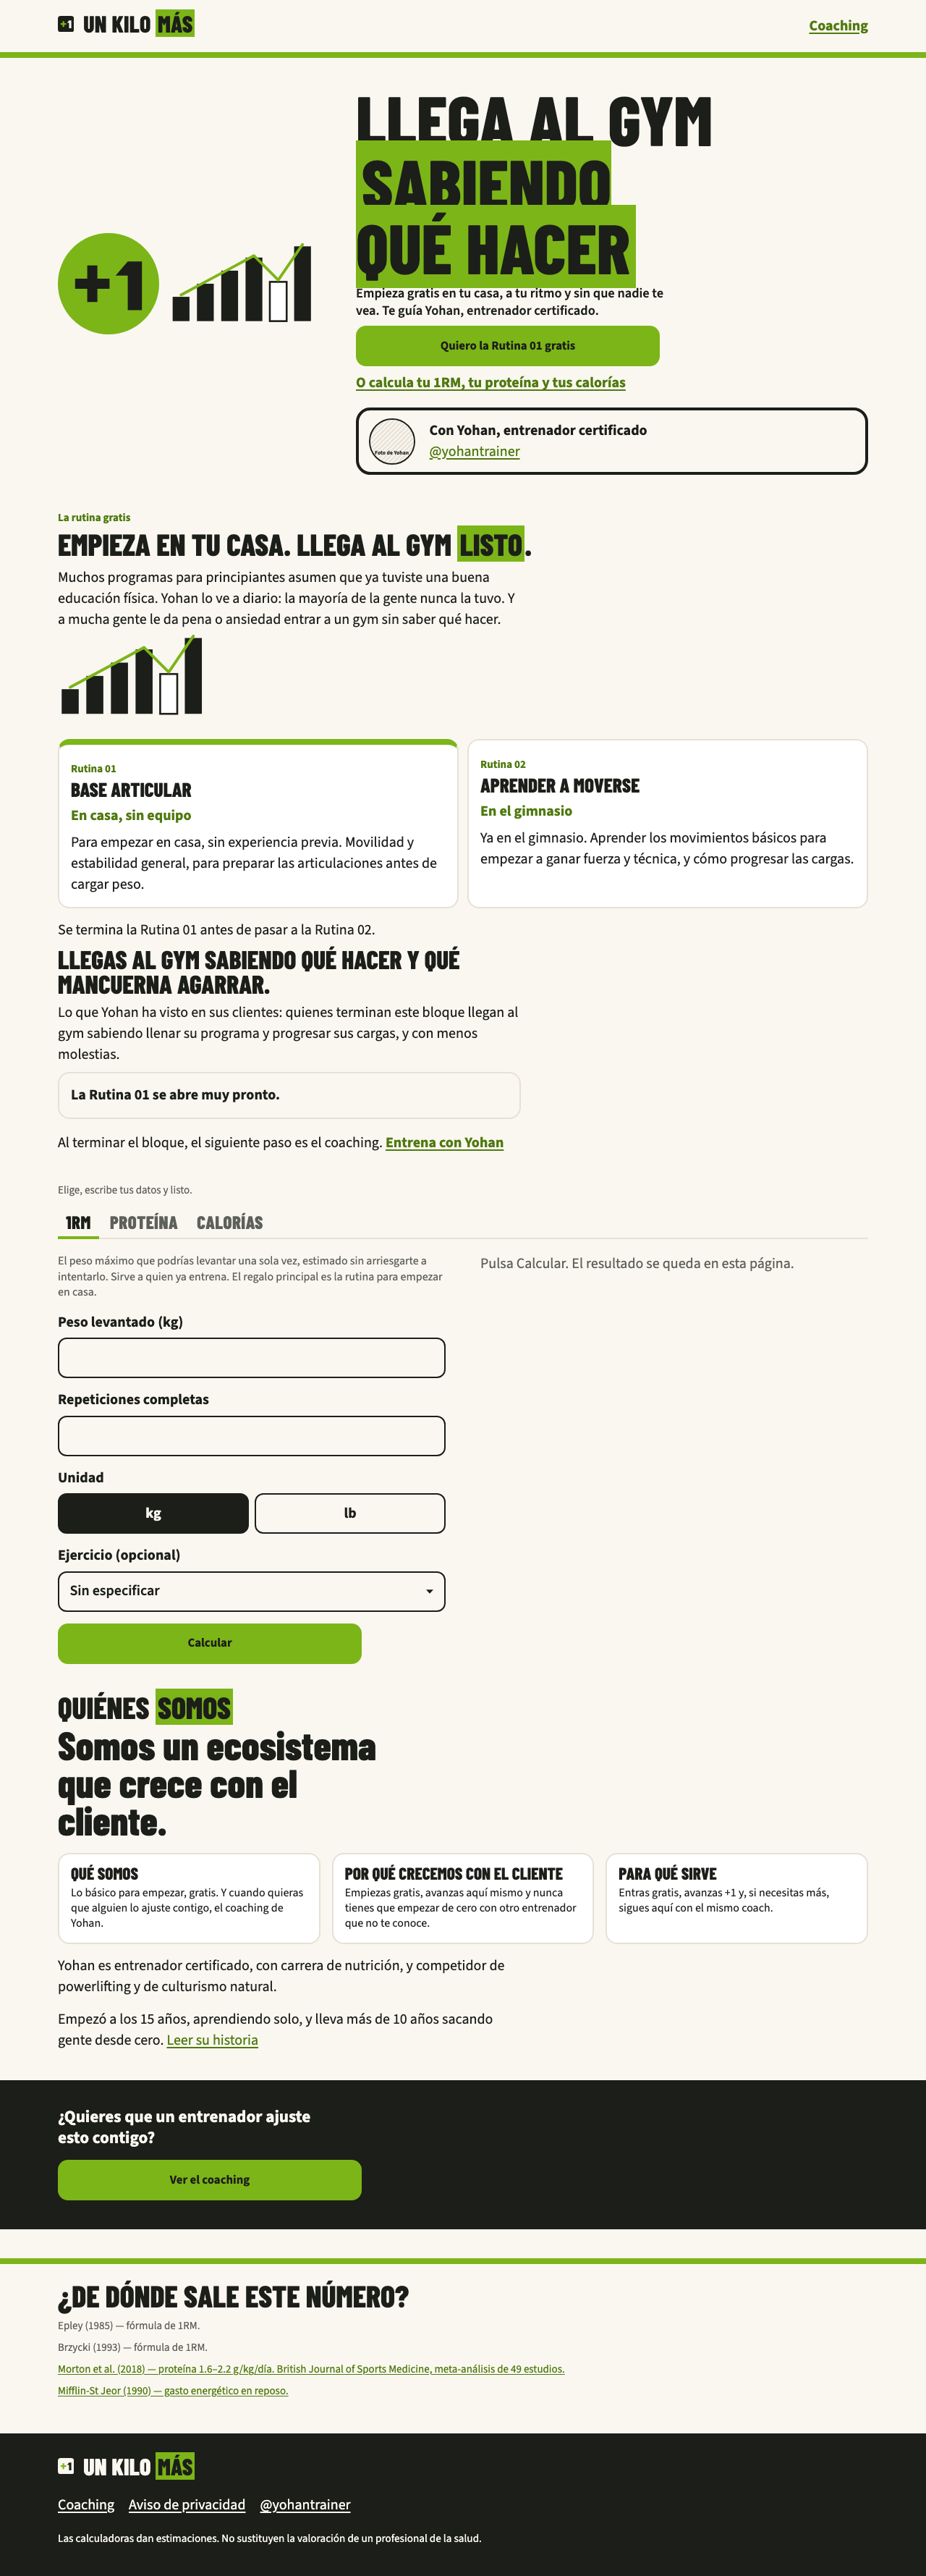 +1 UN KILO MÁS
Coaching
LLEGA AL GYM
SABIENDO
QUÉ HACER
+1
Empieza gratis en tu casa, a tu ritmo y sin que nadie te
vea. Te guía Yohan, entrenador certificado.
Quiero la Rutina 01 gratis
O calcula tu 1RM, tu proteína y tus calorías
Foto de Yohan
Con Yohan, entrenador certificado
@yohantrainer
La rutina gratis
EMPIEZA EN TU CASA. LLEGA AL GYM LISTO.
Muchos programas para principiantes asumen que ya tuviste una buena
educación física. Yohan lo ve a diario: la mayoría de la gente nunca la tuvo. Y
a mucha gente le da pena o ansiedad entrar a un gym sin saber qué hacer.
Rutina 01
BASE ARTICULAR
En casa, sin equipo
Para empezar en casa, sin experiencia previa. Movilidad y
estabilidad general, para preparar las articulaciones antes de
cargar peso.
Rutina 02
APRENDER A MOVERSE
En el gimnasio
Ya en el gimnasio. Aprender los movimientos básicos para
empezar a ganar fuerza y técnica, y cómo progresar las cargas.
Se termina la Rutina 01 antes de pasar a la Rutina 02.
LLEGAS AL GYM SABIENDO QUÉ HACER Y QUÉ
MANCUERNA AGARRAR.
Lo que Yohan ha visto en sus clientes: quienes terminan este bloque llegan al
gym sabiendo llenar su programa y progresar sus cargas, y con menos
molestias.
La Rutina 01 se abre muy pronto.
Al terminar el bloque, el siguiente paso es el coaching. Entrena con Yohan
Elige, escribe tus datos y listo.
1RM PROTEÍNA CALORÍAS
El peso máximo que podrías levantar una sola vez, estimado sin arriesgarte a
intentarlo. Sirve a quien ya entrena. El regalo principal es la rutina para empezar
en casa.
Pulsa Calcular. El resultado se queda en esta página.
Peso levantado (kg)
Repeticiones completas
Unidad
kg lb
Ejercicio (opcional)
Sin especificar
Calcular
QUIÉNES SOMOS
Somos un ecosistema
que crece con el
cliente.
QUÉ SOMOS
Lo básico para empezar, gratis. Y cuando quieras
que alguien lo ajuste contigo, el coaching de
Yohan.
POR QUÉ CRECEMOS CON EL CLIENTE
Empiezas gratis, avanzas aquí mismo y nunca
tienes que empezar de cero con otro entrenador
que no te conoce.
PARA QUÉ SIRVE
Entras gratis, avanzas +1 y, si necesitas más,
sigues aquí con el mismo coach.
Yohan es entrenador certificado, con carrera de nutrición, y competidor de
powerlifting y de culturismo natural.
Empezó a los 15 años, aprendiendo solo, y lleva más de 10 años sacando
gente desde cero. Leer su historia
¿Quieres que un entrenador ajuste
esto contigo?
Ver el coaching
¿DE DÓNDE SALE ESTE NÚMERO?
Epley (1985) — fórmula de 1RM.
Brzycki (1993) — fórmula de 1RM.
Morton et al. (2018) — proteína 1.6–2.2 g/kg/día. British Journal of Sports Medicine, meta-análisis de 49 estudios.
Mifflin-St Jeor (1990) — gasto energético en reposo.
+1 UN KILO MÁS
Coaching Aviso de privacidad @yohantrainer
Las calculadoras dan estimaciones. No sustituyen la valoración de un profesional de la salud.